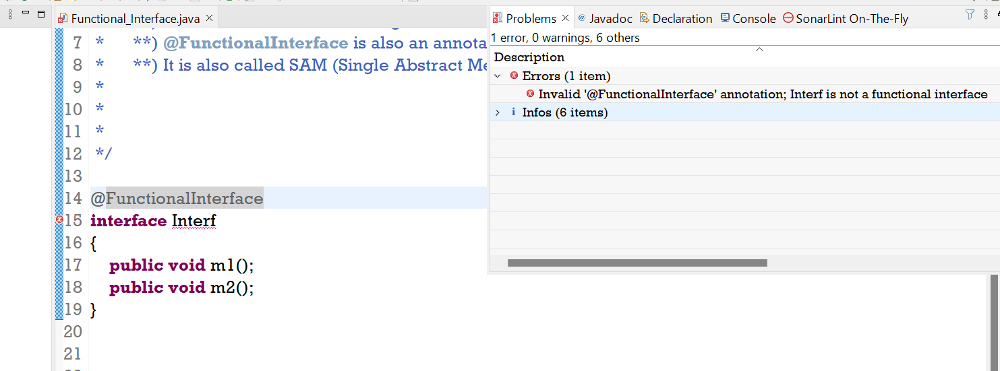 Functional_Interface.java
7 * **) @FunctionalInterface is also an annota
8 * **) It is also called SAM (Single Abstract Me
9 *
10 *
11 *
12 */
13
14 @FunctionalInterface
15 interface Interf
16 {
17 public void m1();
18 public void m2();
19 }
20
21
Problems @ Javadoc Declaration Console SonarLint On-The-Fly
1 error, 0 warnings, 6 others
Description
Errors (1 item)
Invalid '@FunctionalInterface' annotation; Interf is not a functional interface
i Infos (6 items)